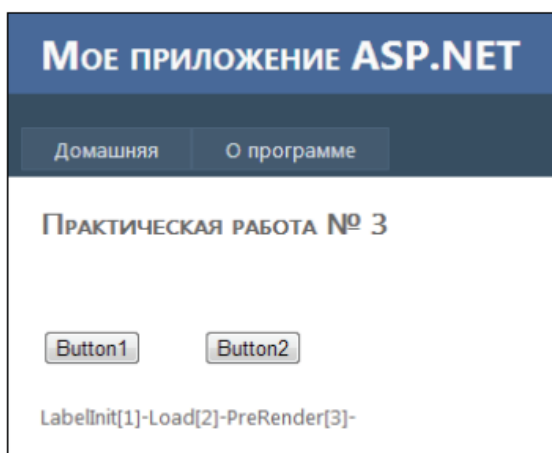 Мое приложение ASP.NET
Домашняя О программе
Практическая работа № 3
Button1 Button2
LabelInit[1]-Load[2]-PreRender[3]-